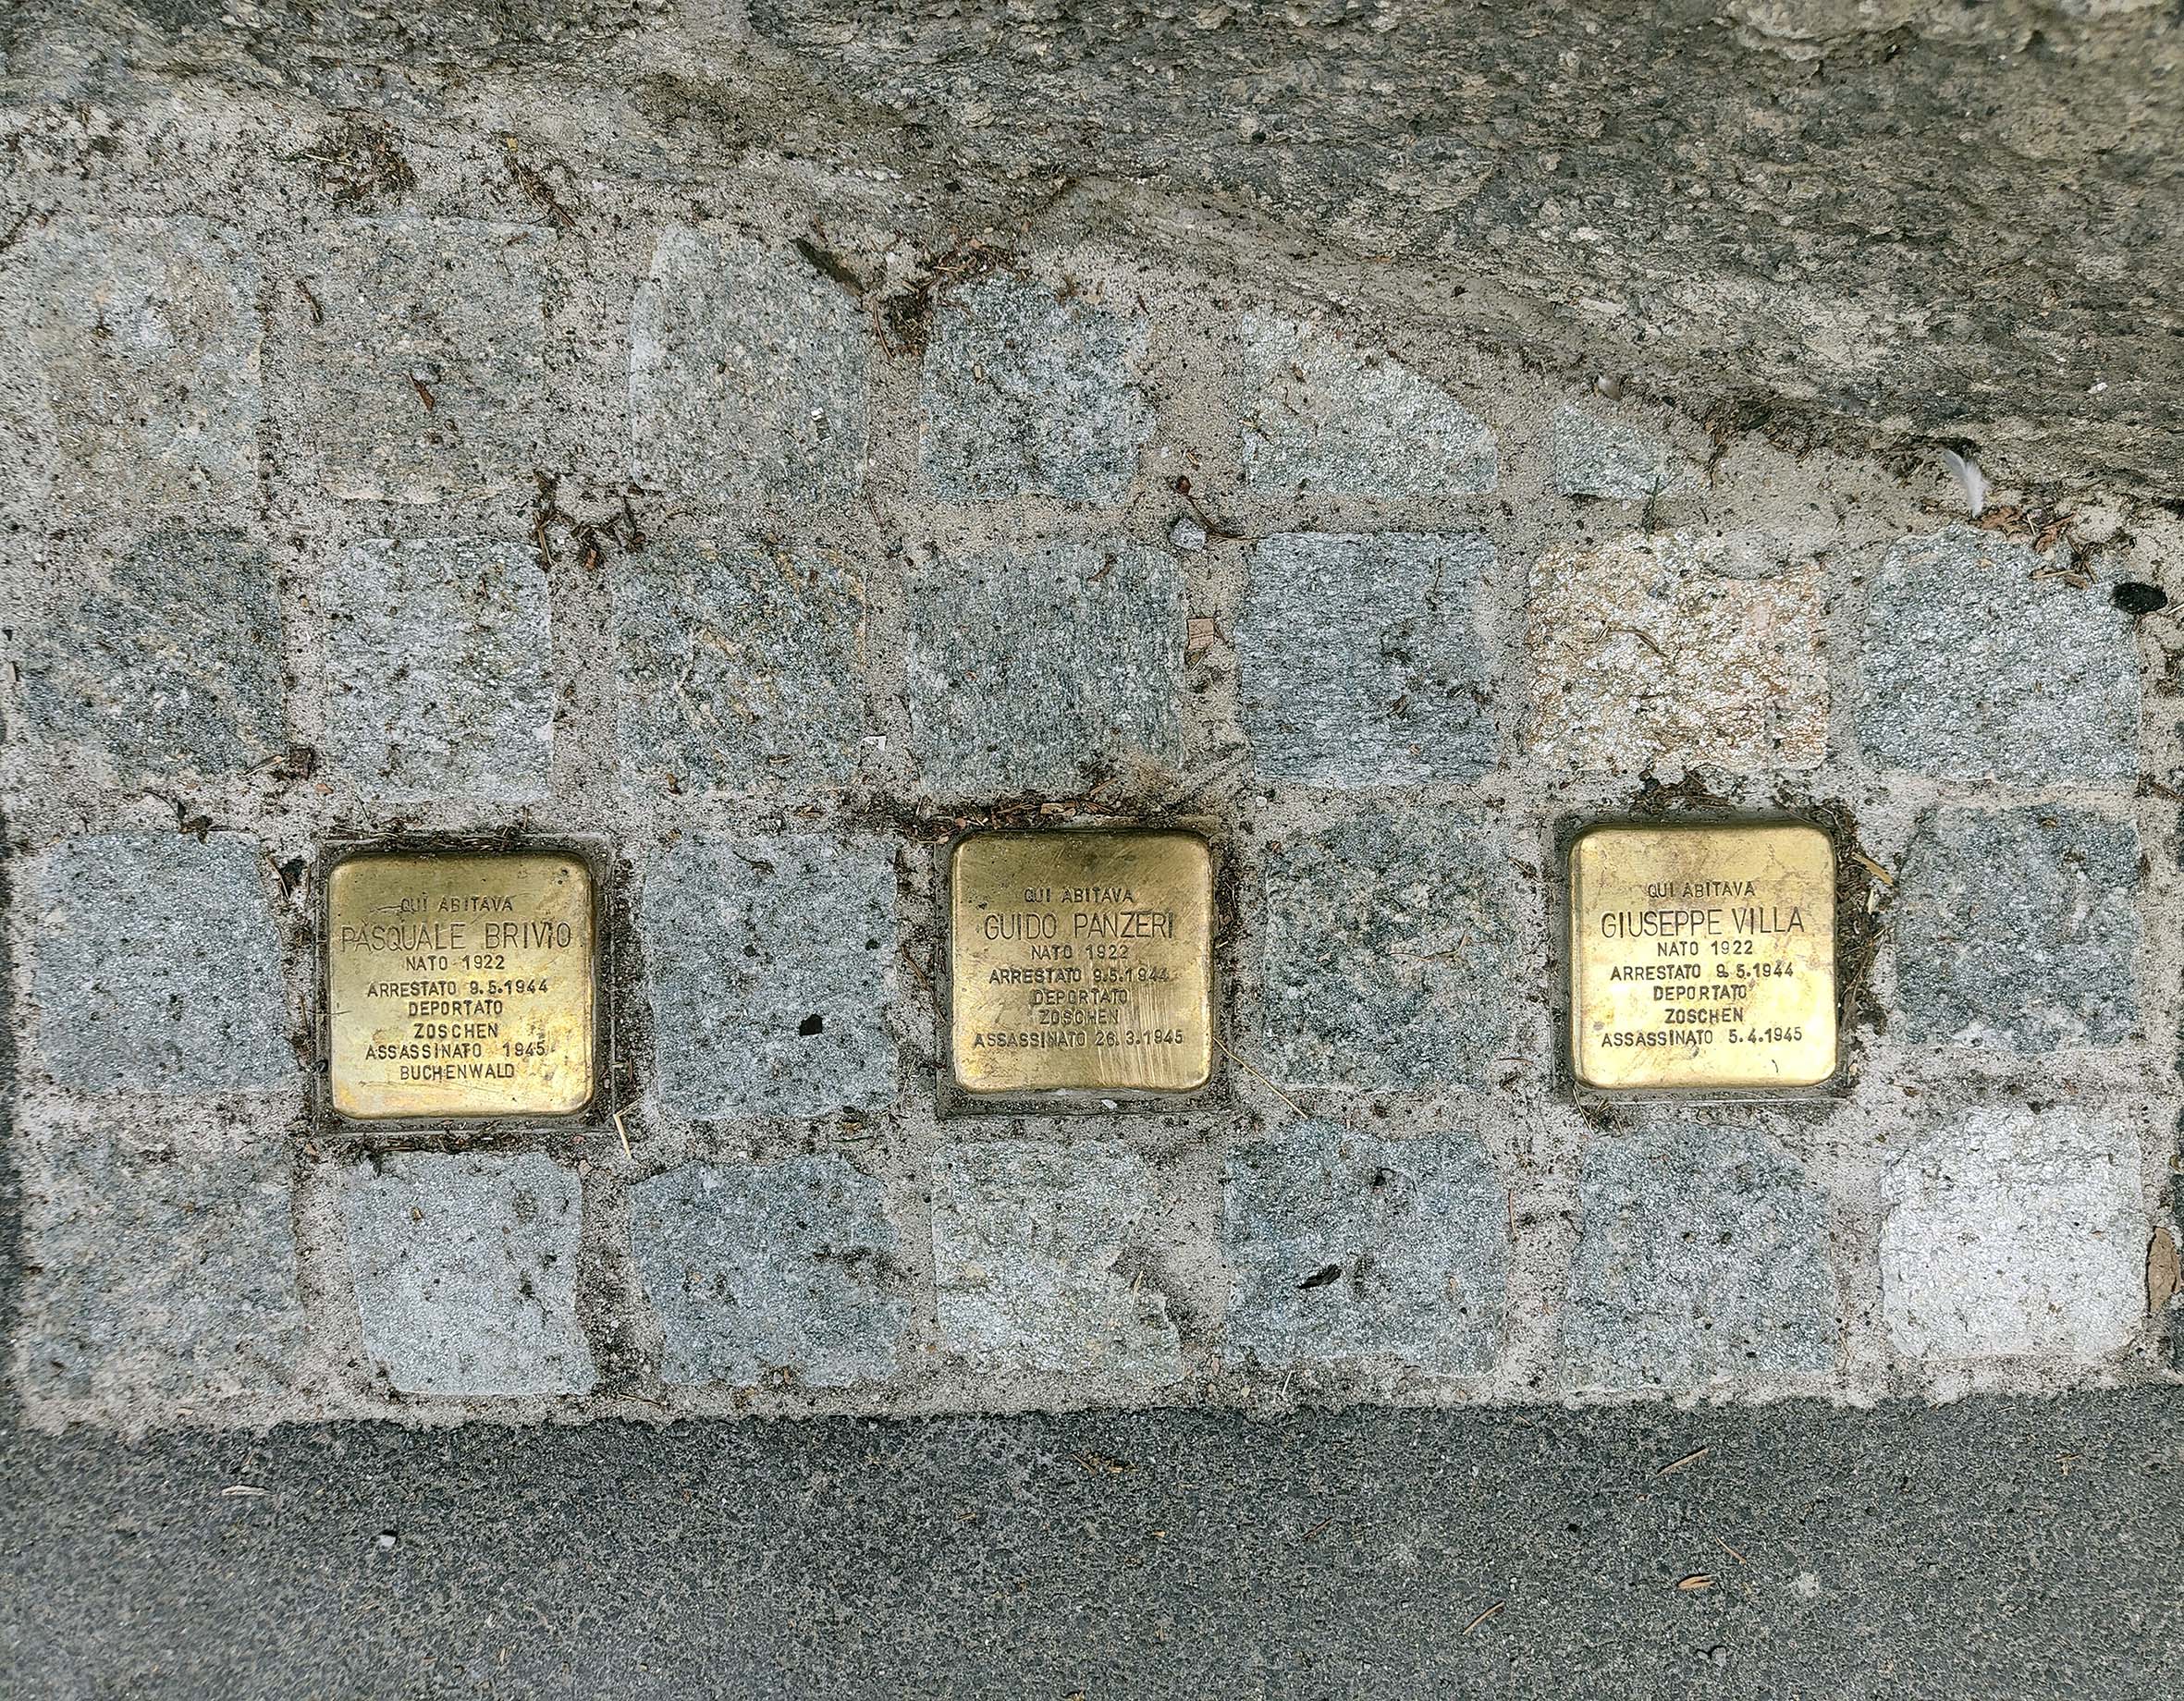 QUI ABITAVA
PASQUALE BRIVIO
NATO 1922
ARRESTATO 9.5.1944
DEPORTATO
ZOSCHEN
ASSASSINATO 1945
BUCHENWALD
QUI ABITAVA
GUIDO PANZERI
NATO 1922
ARRESTATO 9.5.1944
DEPORTATO
ZOSCHEN
ASSASSINATO 26.3.1945
QUI ABITAVA
GIUSEPPE VILLA
NATO 1922
ARRESTATO 9.5.1944
DEPORTATO
ZOSCHEN
ASSASSINATO 5.4.1945